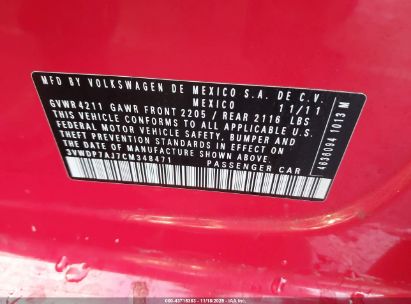 MFD BY VOLKSWAGEN DE MEXICO S.A. DE C.V.
MEXICO 11/11
GVWR 4211 GAWR FRONT 2205 / REAR 2116 LBS
THIS VEHICLE CONFORMS TO ALL APPLICABLE U.S.
FEDERAL MOTOR VEHICLE SAFETY, BUMPER AND
THEFT PREVENTION STANDARDS IN EFFECT ON THE
DATE OF MANUFACTURE SHOWN ABOVE.
3VWDP7AJ7CM348471 PASSENGER CAR
4639094 1013 M